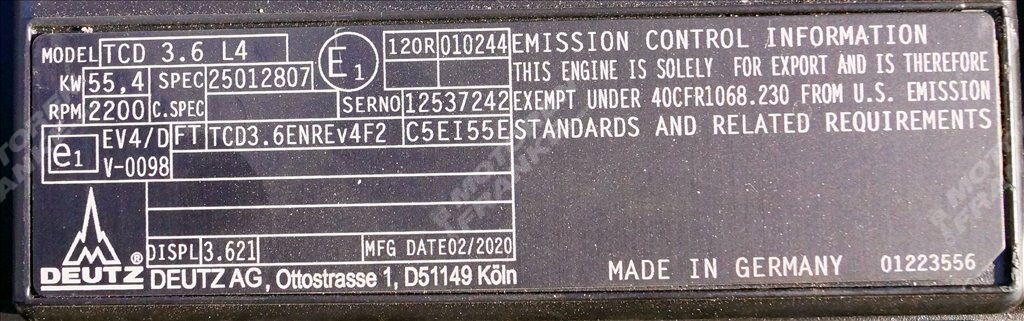 MODEL TCD 3.6 L4
E1
120R 010244
KW 55,4 SPEC 25012807
RPM 2200 C.SPEC SERNO 12537242
e1 EV4/D V-0098
FT TCD3.6ENREv4F2 C5EI55E
EMISSION CONTROL INFORMATION
THIS ENGINE IS SOLELY FOR EXPORT AND IS THEREFORE
EXEMPT UNDER 40CFR1068.230 FROM U.S. EMISSION
STANDARDS AND RELATED REQUIREMENTS
DISPL 3.621 MFG DATE02/2020
DEUTZ®
DEUTZ AG, Ottostrasse 1, D51149 Köln
MADE IN GERMANY 01223556